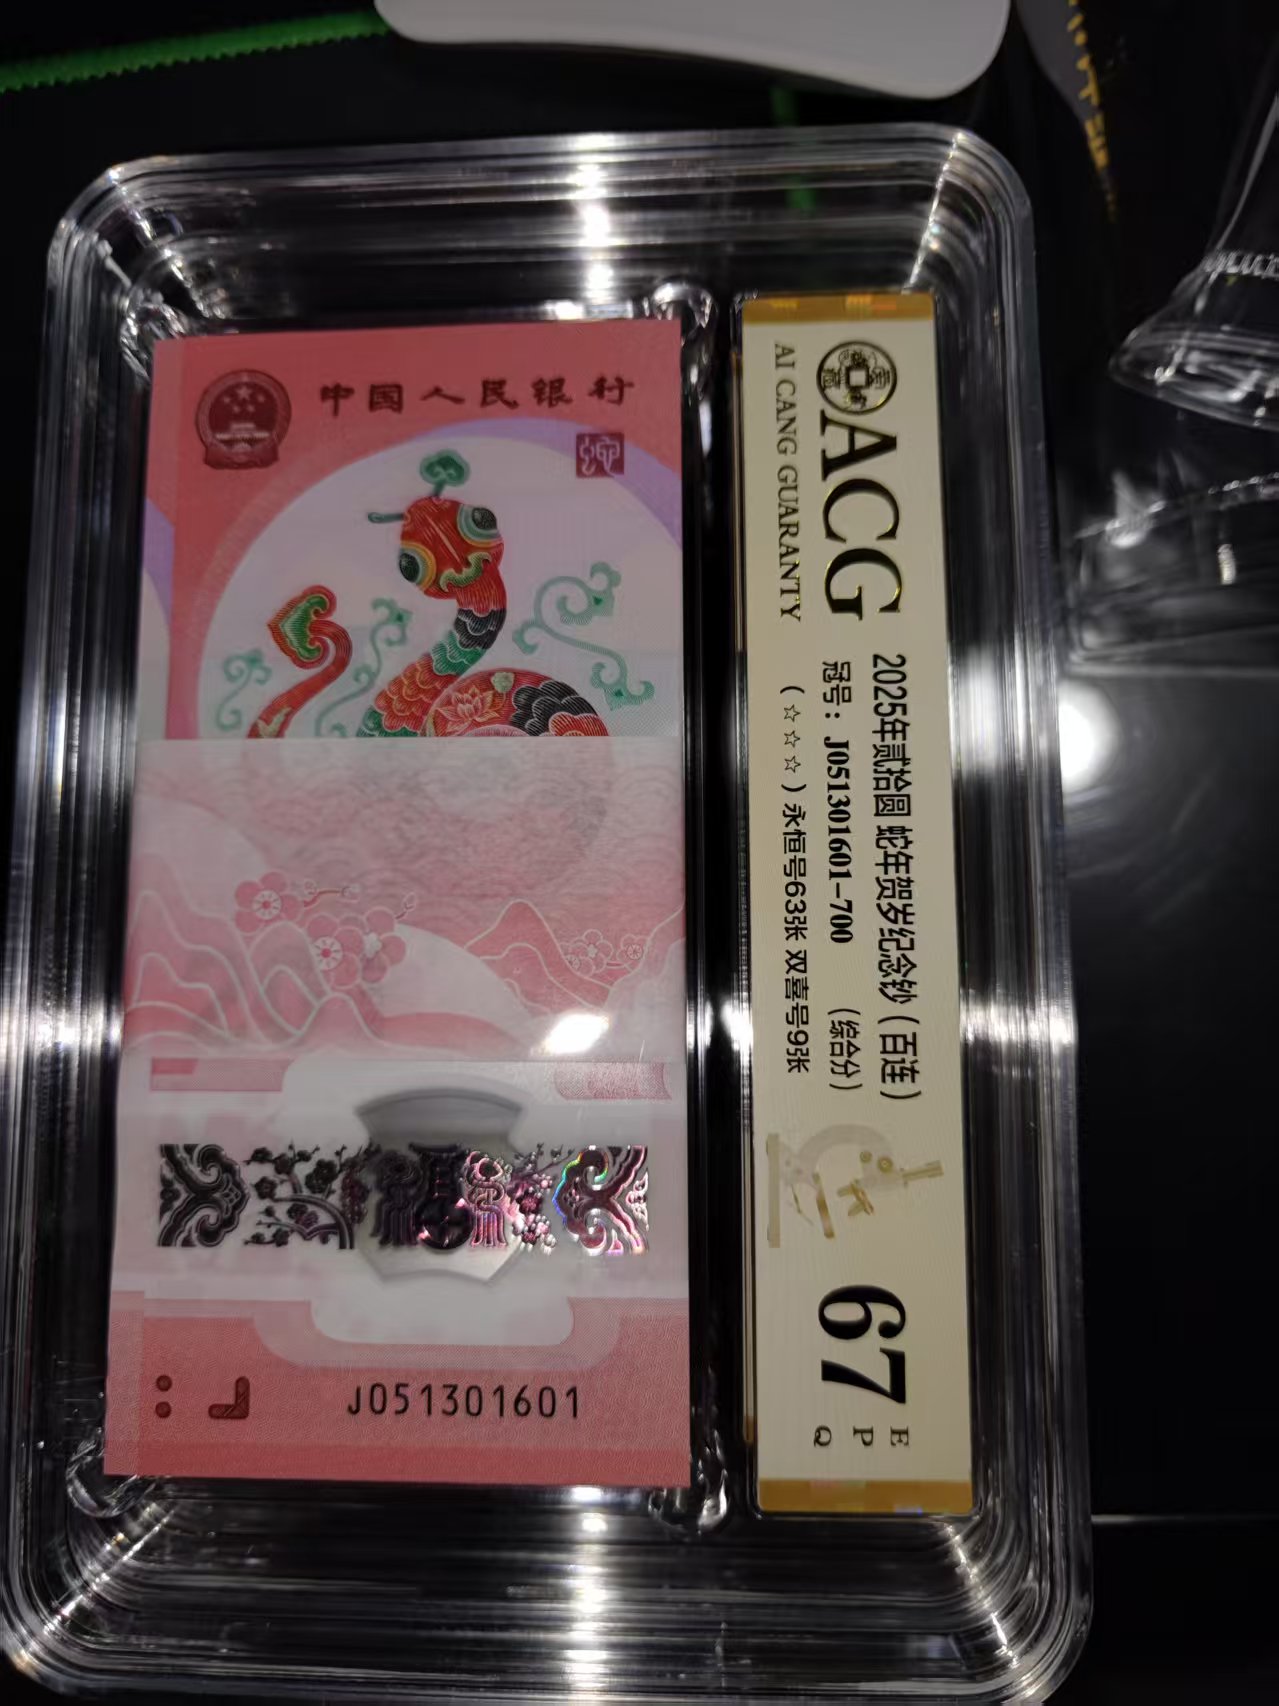 中国人民银行
J051301601
ACG
AI CANG GUARANTY
2025年贰拾圆 蛇年贺岁纪念钞（百连）
冠号：J051301601-700 （综合分）
（☆☆☆）永恒号63张 双喜号9张
67
E
P
Q